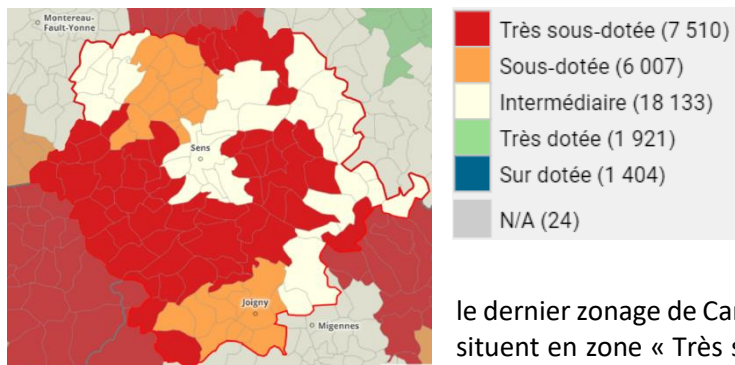 Montereau-
Fault-Yonne
Sens
Joigny
Migennes
Très sous-dotée (7 510)
Sous-dotée (6 007)
Intermédiaire (18 133)
Très dotée (1 921)
Sur dotée (1 404)
N/A (24)
le dernier zonage de Car
situent en zone « Très s